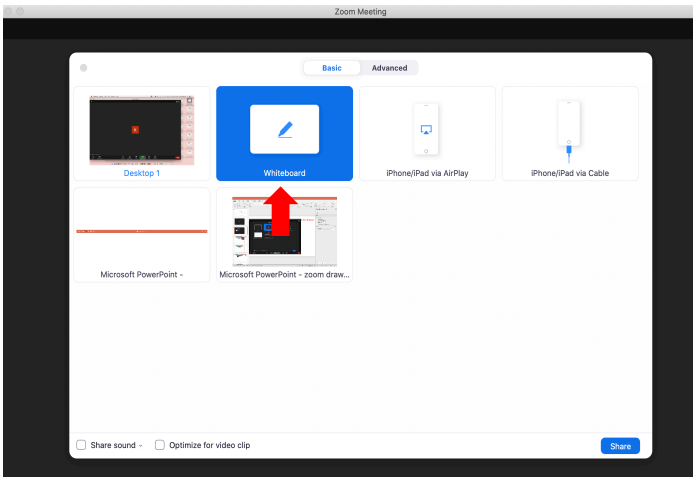 Zoom Meeting
Basic Advanced
Desktop 1 Whiteboard iPhone/iPad via AirPlay iPhone/iPad via Cable
Microsoft PowerPoint - Microsoft PowerPoint - zoom draw...
Share sound Optimize for video clip Share